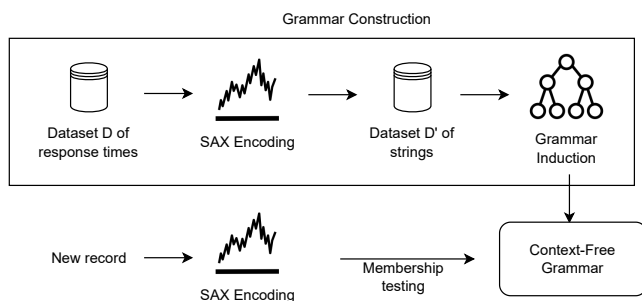 Grammar Construction
Dataset D of
response times
SAX Encoding
Dataset D' of
strings
Grammar
Induction
New record
SAX Encoding
Membership
testing
Context-Free
Grammar